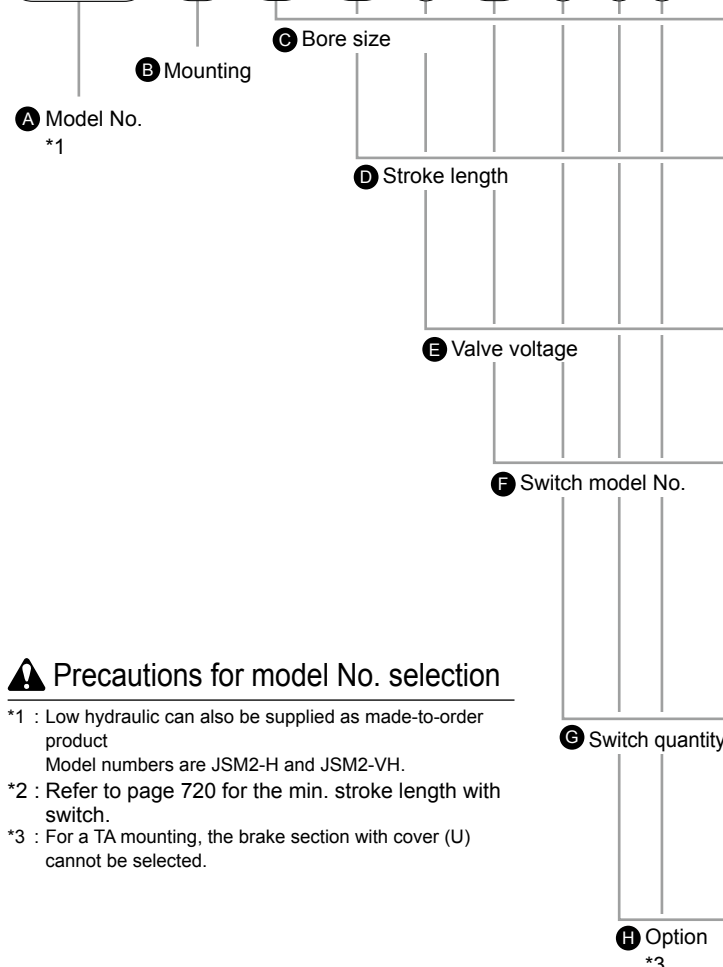 C Bore size
B Mounting
A Model No.
*1
D Stroke length
E Valve voltage
F Switch model No.
Precautions for model No. selection
*1 : Low hydraulic can also be supplied as made-to-order
product
Model numbers are JSM2-H and JSM2-VH.
*2 : Refer to page 720 for the min. stroke length with
switch.
*3 : For a TA mounting, the brake section with cover (U)
cannot be selected.
G Switch quantity
H Option
*3